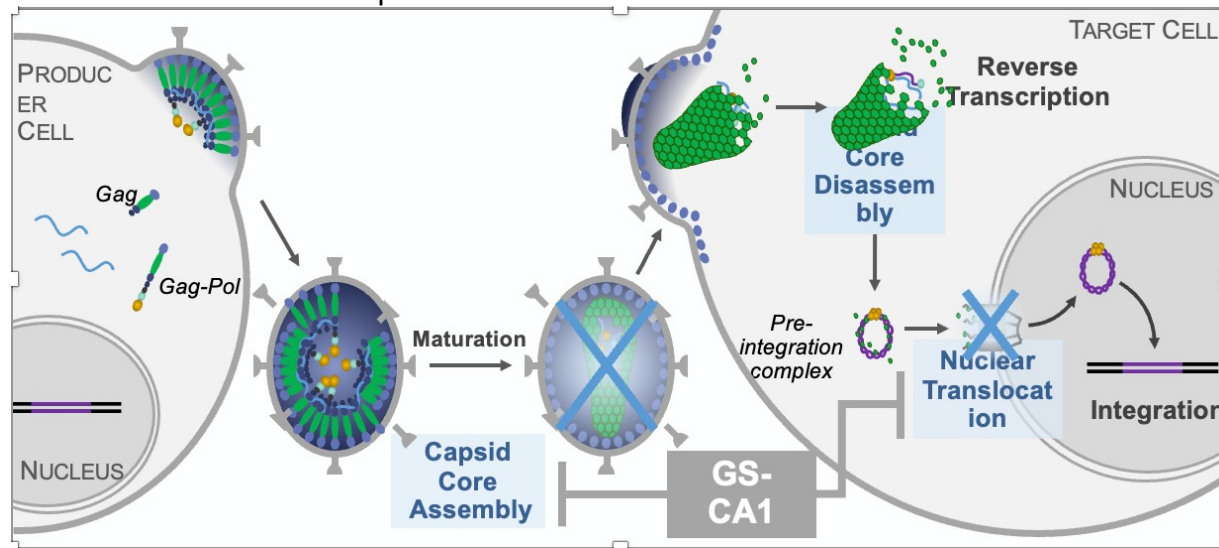 PRODUC
ER
CELL
Gag
Gag-Pol
NUCLEUS
Maturation
Capsid
Core
Assembly
GS-
CA1
TARGET CELL
Reverse
Transcription
Core
Disassem
bly
Pre-
integration
complex
Nuclear
Translocat
ion
NUCLEUS
Integration